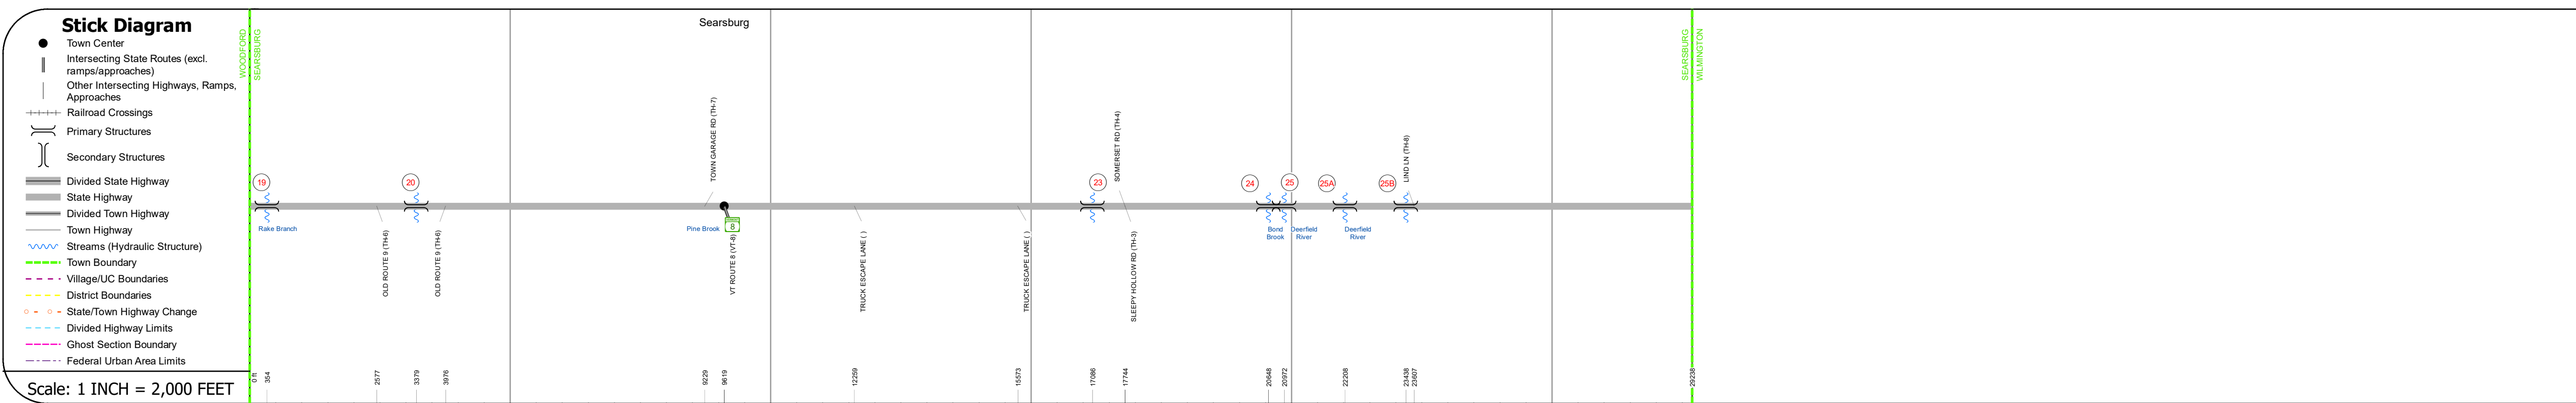 Stick Diagram
Town Center
Intersecting State Routes (excl.
ramps/approaches)
Other Intersecting Highways, Ramps,
Approaches
Railroad Crossings
Primary Structures
Secondary Structures
Divided State Highway
State Highway
Divided Town Highway
Town Highway
Streams (Hydraulic Structure)
Town Boundary
Village/UC Boundaries
District Boundaries
State/Town Highway Change
Divided Highway Limits
Ghost Section Boundary
Federal Urban Area Limits
Scale: 1 INCH = 2,000 FEET
WOODFORD
SEARSBURG
Searsburg
SEARSBURG
WILMINGTON
TOWN GARAGE RD (TH-7)
SOMERSET RD (TH-4)
LIND LN (TH-8)
19
20
23
24
25
25A
25B
Rake Branch
Pine Brook
8
Bond
Brook
Deerfield
River
Deerfield
River
OLD ROUTE 9 (TH-6)
OLD ROUTE 9 (TH-6)
VT ROUTE 8 (VT-8)
TRUCK ESCAPE LANE ( )
TRUCK ESCAPE LANE ( )
SLEEPY HOLLOW RD (TH-3)
0 ft
354
2577
3379
3976
9229
9619
12259
15573
17086
17744
20648
20972
22208
23438
23607
29238